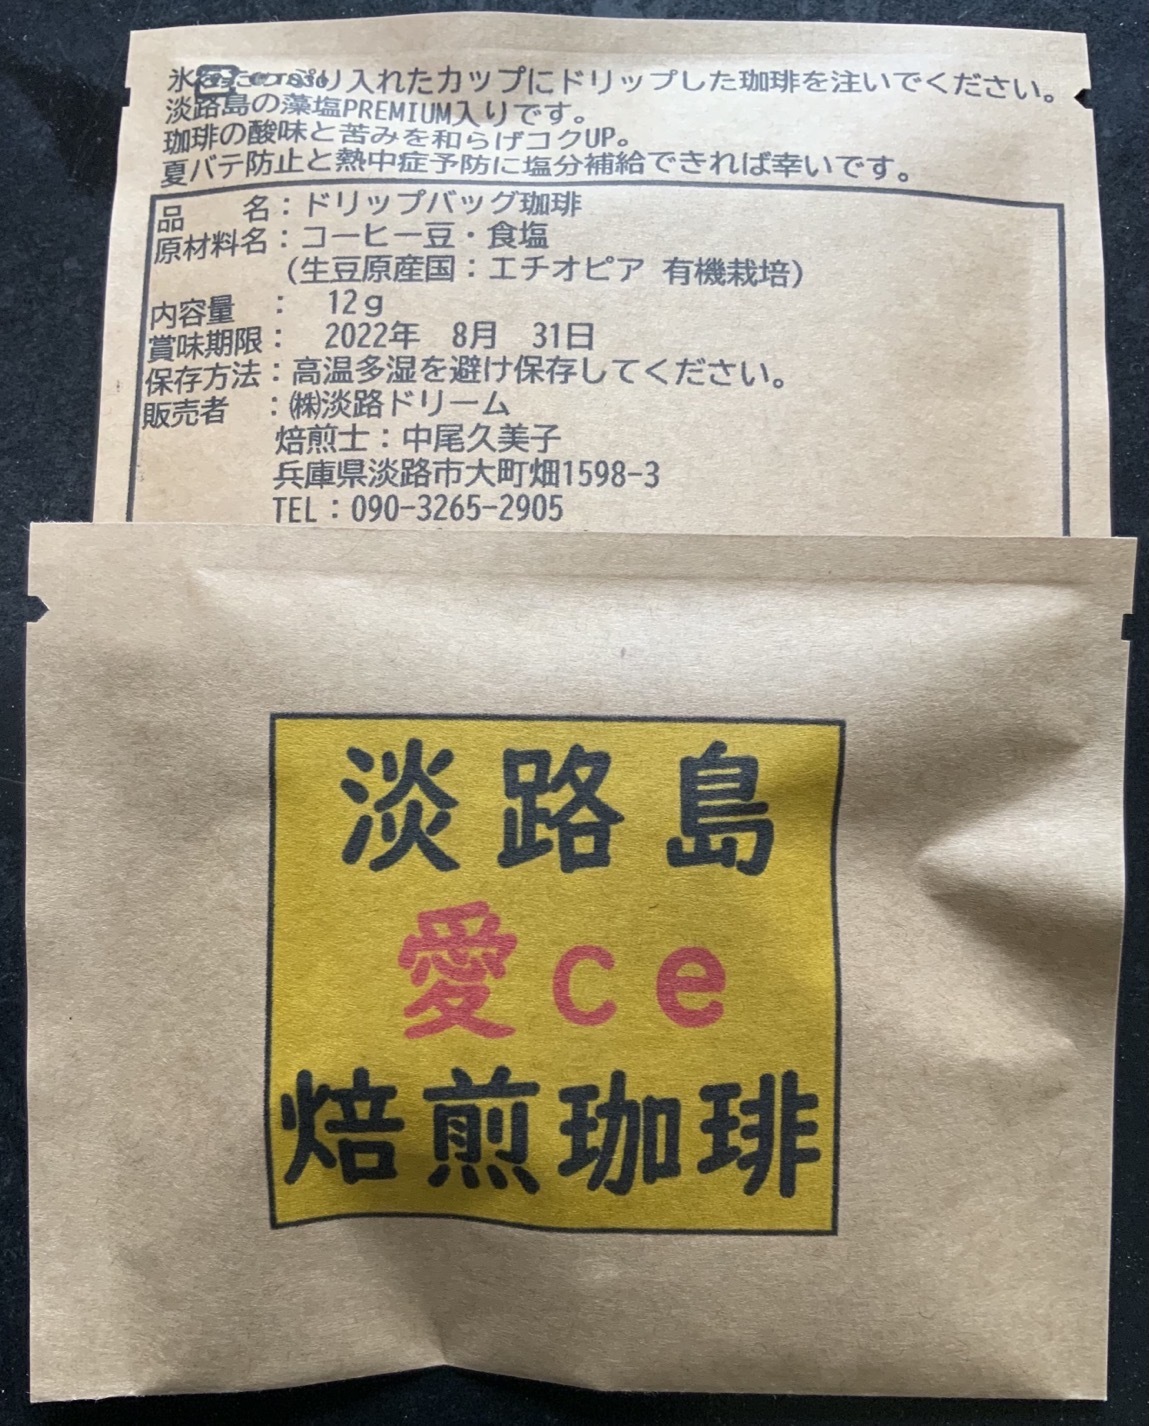 氷をたっぷり入れたカップにドリップした珈琲を注いでください。
淡路島の藻塩PREMIUM入りです。
珈琲の酸味と苦みを和らげコクUP。
夏バテ防止と熱中症予防に塩分補給できれば幸いです。
品　　名：ドリップバッグ珈琲
原材料名：コーヒー豆・食塩
(生豆原産国：エチオピア 有機栽培)
内容量　：　12g
賞味期限：　2022年　8月　31日
保存方法：高温多湿を避け保存してください。
販売者　：㈱淡路ドリーム
焙煎士：中尾久美子
兵庫県淡路市大町畑1598-3
TEL：090-3265-2905
淡路島
愛ce
焙煎珈琲